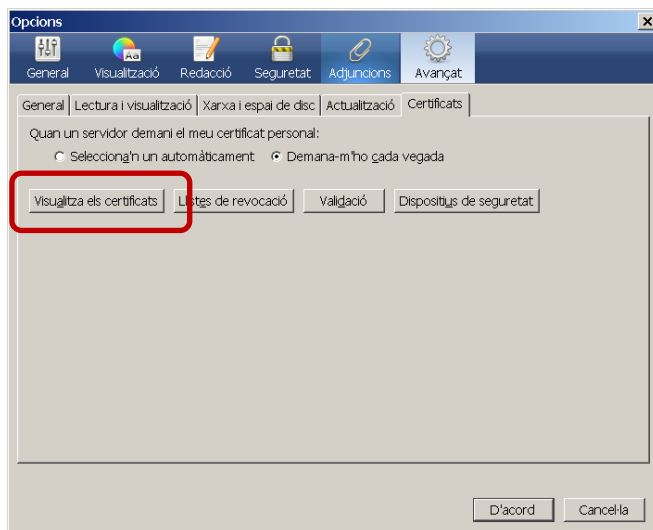 Opcions
General Visualització Redacció Seguretat Adjuncions Avançat
General Lectura i visualització Xarxa i espai de disc Actualització Certificats
Quan un servidor demani el meu certificat personal:
Selecciona'n un automàticament Demana-m'ho cada vegada
Visualitza els certificats Llistes de revocació Validació Dispositius de seguretat
D'acord Cancel·la